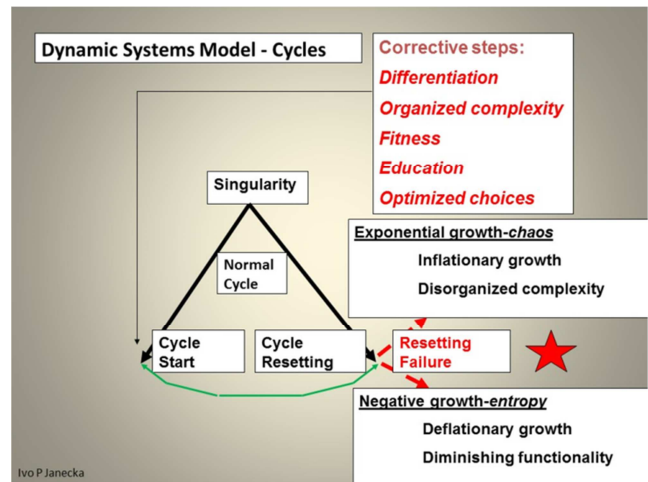 Dynamic Systems Model - Cycles
Corrective steps:
Differentiation
Organized complexity
Fitness
Education
Optimized choices
Singularity
Normal
Cycle
Exponential growth-chaos
Inflationary growth
Disorganized complexity
Cycle
Start
Cycle
Resetting
Resetting
Failure
Negative growth-entropy
Deflationary growth
Diminishing functionality
Ivo P Janecka